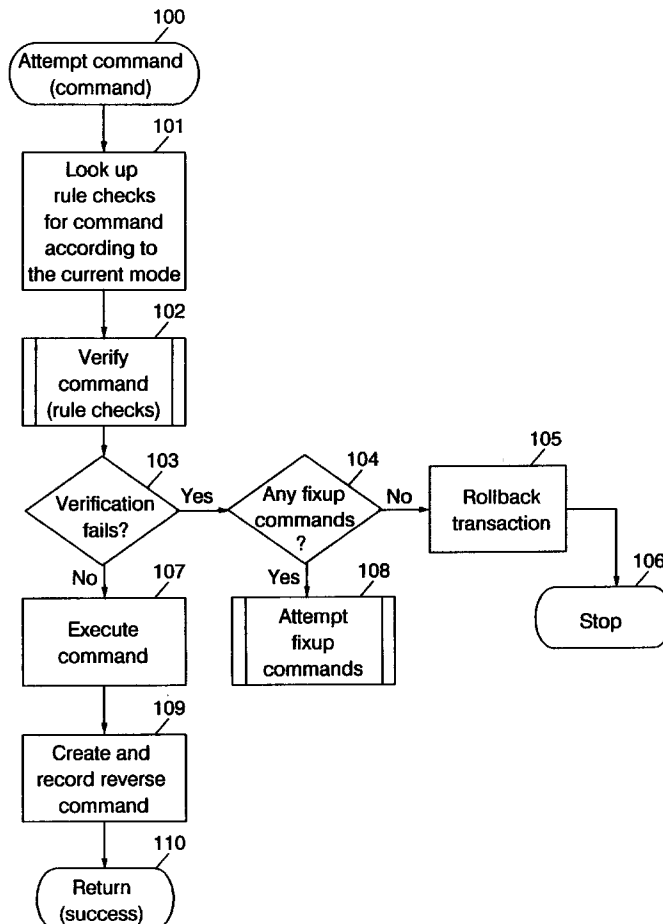 100
Attempt command
(command)
101
Look up
rule checks
for command
according to
the current mode
102
Verify
command
(rule checks)
103
Verification
fails?
Yes
No
104
Any fixup
commands
?
No
Yes
105
Rollback
transaction
106
Stop
107
Execute
command
108
Attempt
fixup
commands
109
Create and
record reverse
command
110
Return
(success)